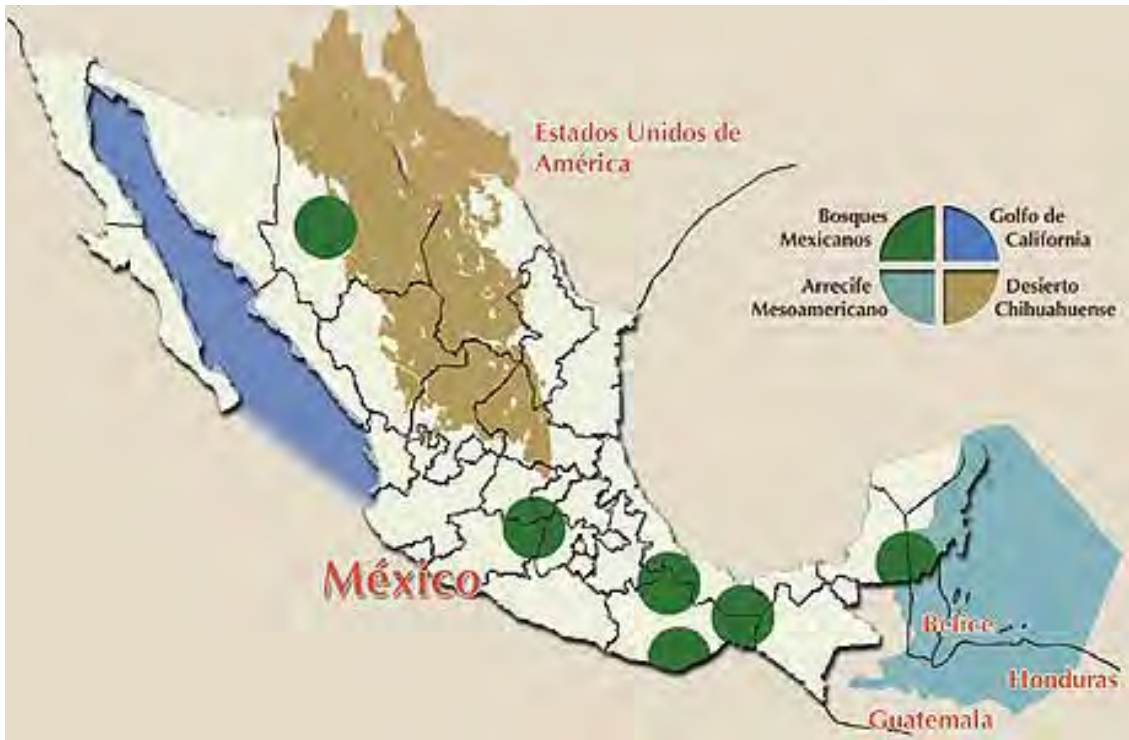 Estados Unidos de
América
Bosques
Mexicanos
Golfo de
California
Arrecife
Mesoamericano
Desierto
Chihuahuense
México
Belice
Honduras
Guatemala